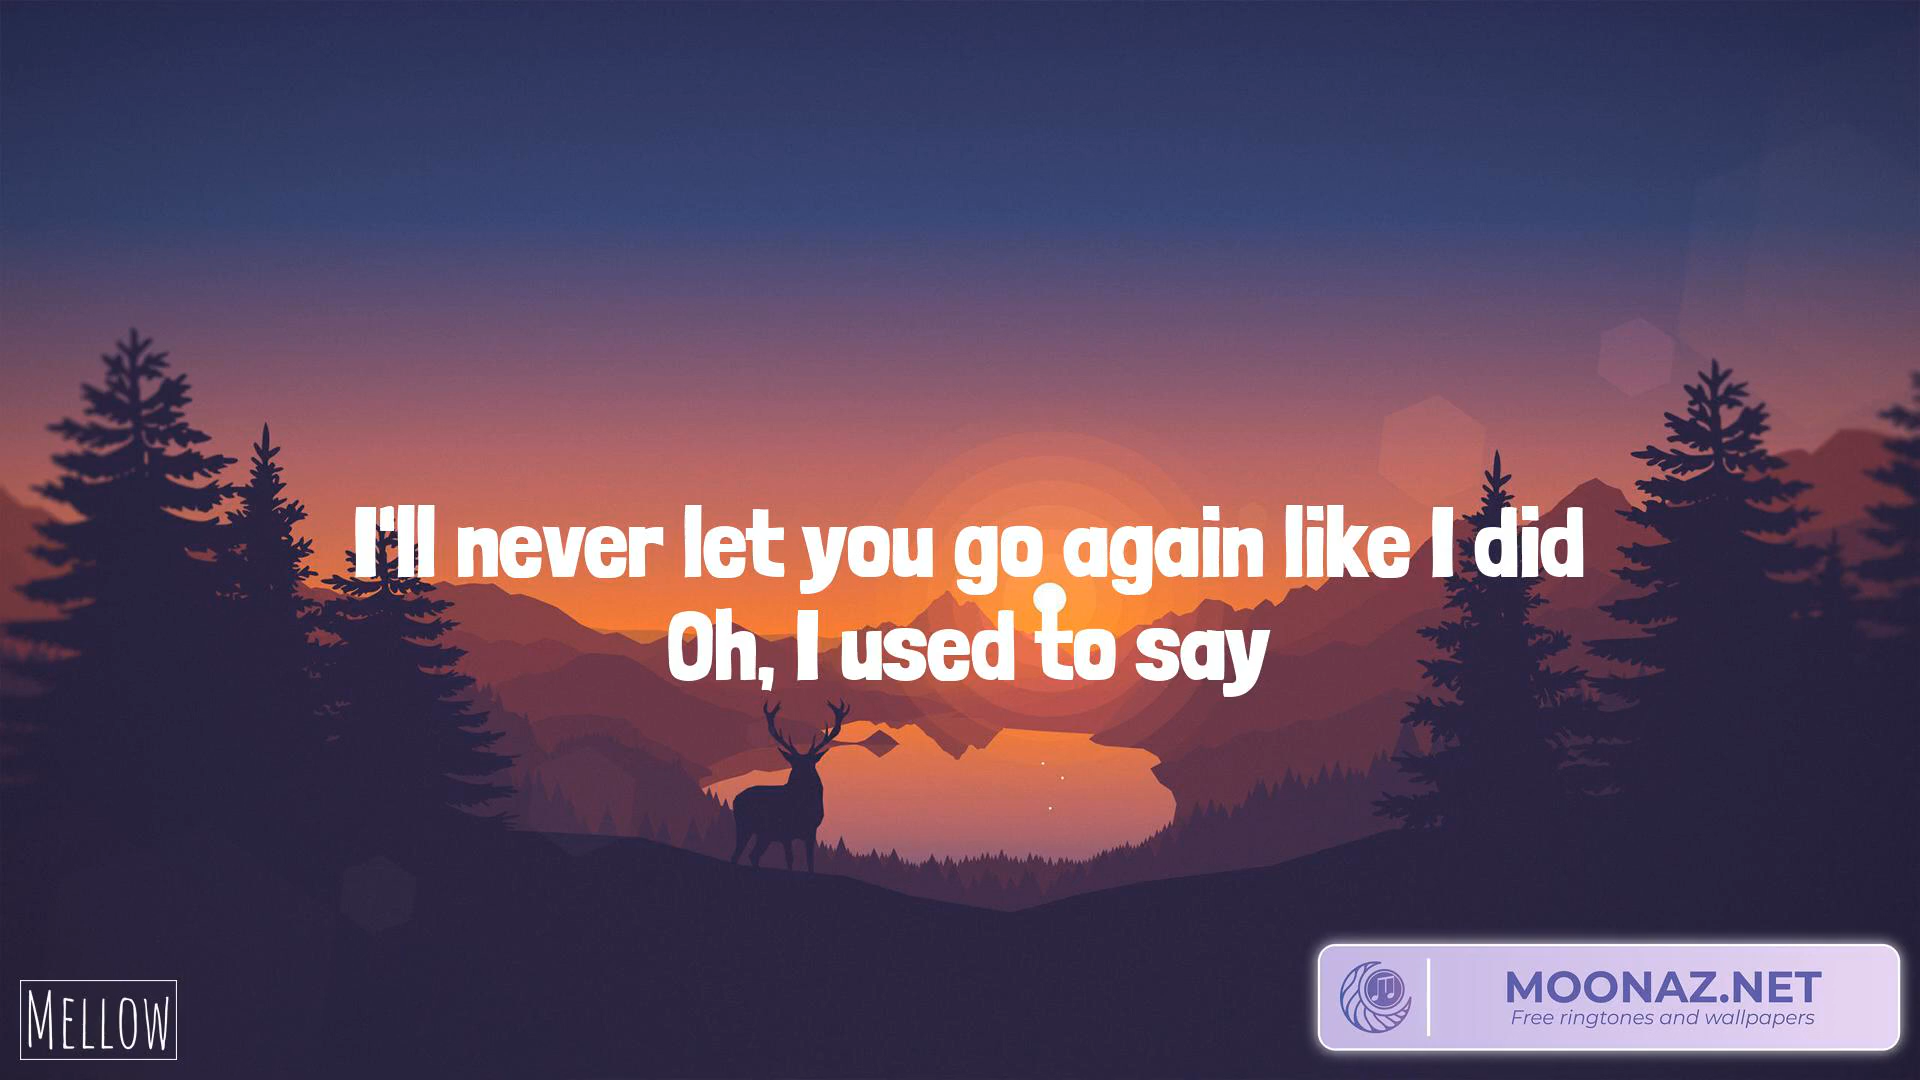 I'll never let you go again like I did
Oh, I used to say
MELLOW
MOONAZ.NET
Free ringtones and wallpapers